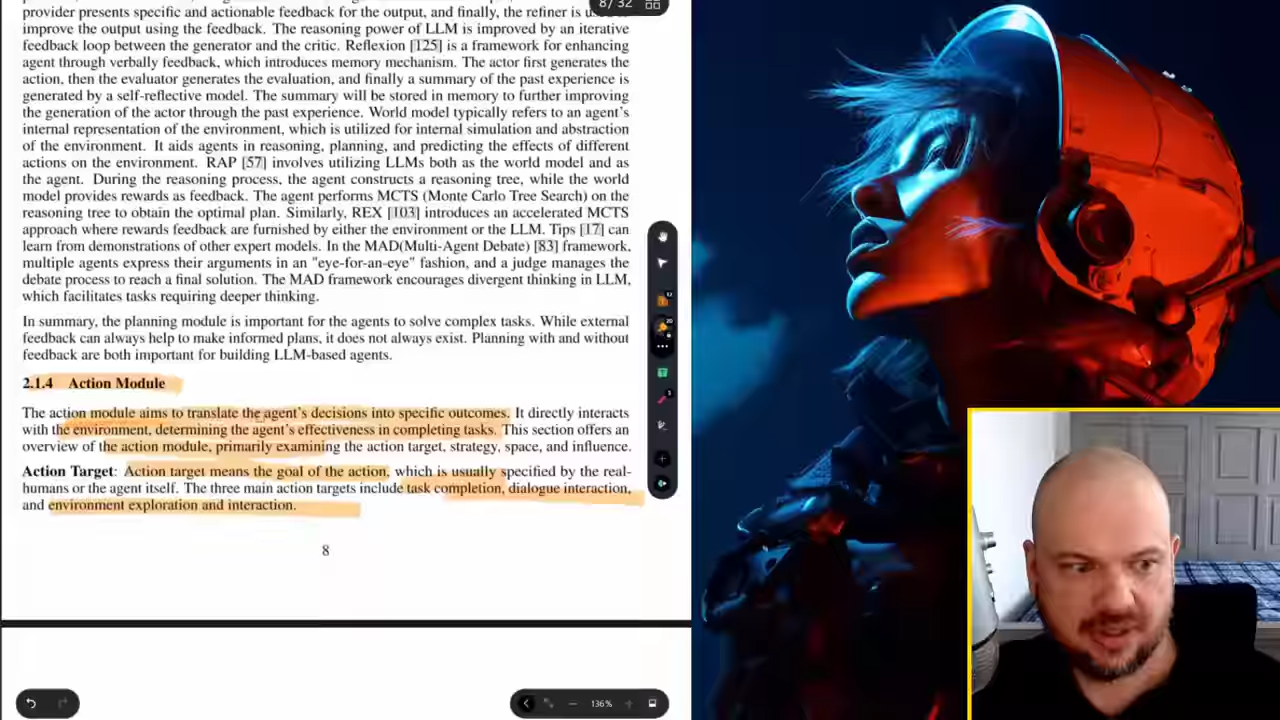 provider presents specific and actionable feedback for the output, and finally, the refiner is
8/ 32
improve the output using the feedback. The reasoning power of LLM is improved by an iterative
feedback loop between the generator and the critic. Reflexion [125] is a framework for enhancing
agent through verbally feedback, which introduces memory mechanism. The actor first generates the
action, then the evaluator generates the evaluation, and finally a summary of the past experience is
generated by a self-reflective model. The summary will be stored in memory to further improving
the generation of the actor through the past experience. World model typically refers to an agent's
internal representation of the environment, which is utilized for internal simulation and abstraction
of the environment. It aids agents in reasoning, planning, and predicting the effects of different
actions on the environment. RAP [57] involves utilizing LLMs both as the world model and as
the agent. During the reasoning process, the agent constructs a reasoning tree, while the world
model provides rewards as feedback. The agent performs MCTS (Monte Carlo Tree Search) on the
reasoning tree to obtain the optimal plan. Similarly, REX [103] introduces an accelerated MCTS
approach where rewards feedback are furnished by either the environment or the LLM. Tips [17] can
learn from demonstrations of other expert models. In the MAD(Multi-Agent Debate) [83] framework,
multiple agents express their arguments in an "eye-for-an-eye" fashion, and a judge manages the
debate process to reach a final solution. The MAD framework encourages divergent thinking in LLM,
which facilitates tasks requiring deeper thinking.
In summary, the planning module is important for the agents to solve complex tasks. While external
feedback can always help to make informed plans, it does not always exist. Planning with and without
feedback are both important for building LLM-based agents.
2.1.4 Action Module
The action module aims to translate the agent's decisions into specific outcomes. It directly interacts
with the environment, determining the agent's effectiveness in completing tasks. This section offers an
overview of the action module, primarily examining the action target, strategy, space, and influence.
Action Target: Action target means the goal of the action, which is usually specified by the real-
humans or the agent itself. The three main action targets include task completion, dialogue interaction,
and environment exploration and interaction.
8
136%